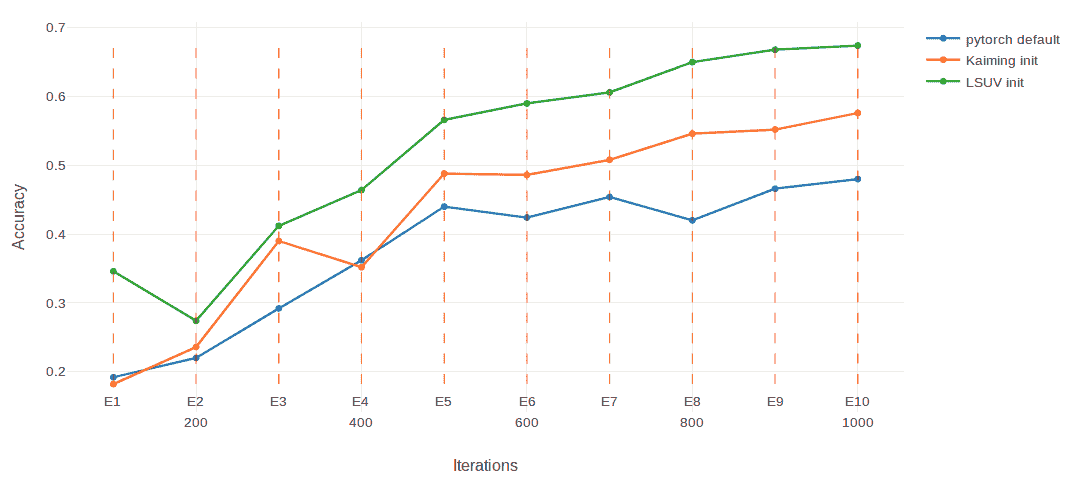 0.7
0.6
0.5
0.4
0.3
0.2
Accuracy
E1 E2 E3 E4 E5 E6 E7 E8 E9 E10
200 400 600 800 1000
Iterations
pytorch default
Kaiming init
LSUV init